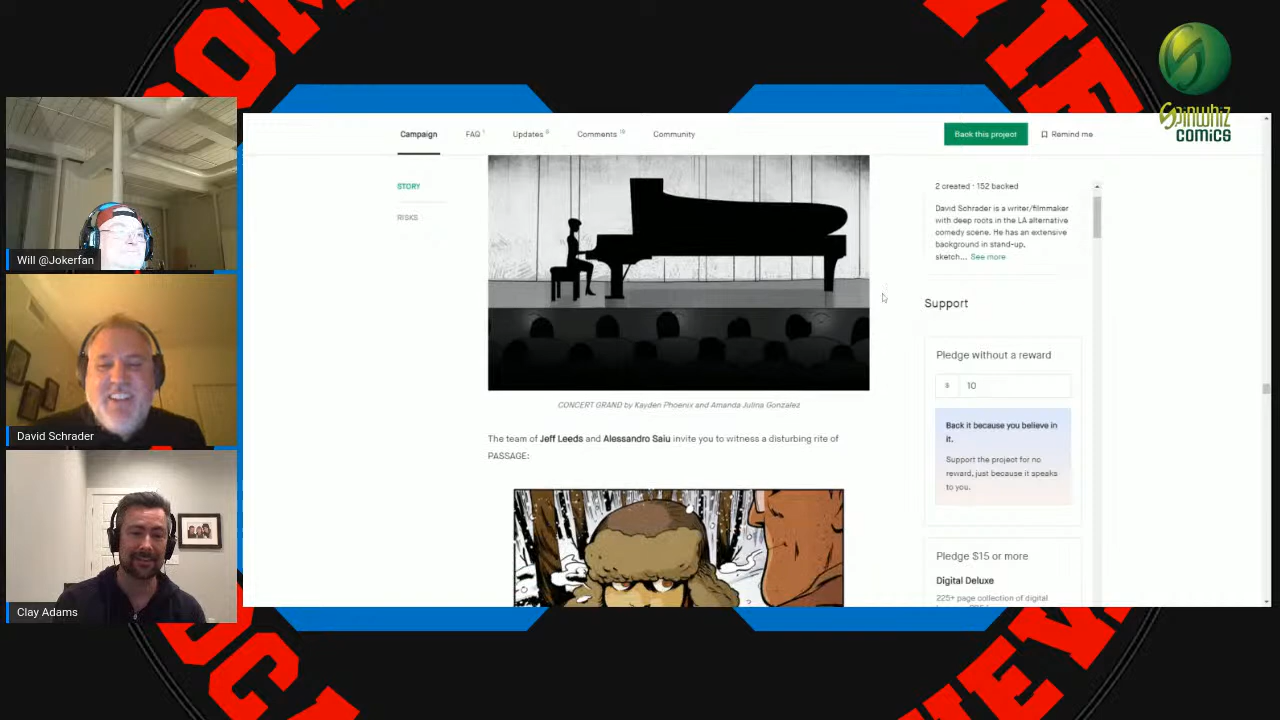 Spinwhiz
COMICS
Campaign
FAQ 1
Updates
Comments 19
Community
Back this project
Remind me
STORY
RISKS
2 created · 152 backed
David Schrader is a writer/filmmaker
with deep roots in the LA alternative
comedy scene. He has an extensive
background in stand-up,
sketch... See more
Support
Pledge without a reward
10
Back it because you believe in
it.
Support the project for no
reward, just because it speaks
to you.
Pledge $15 or more
Digital Deluxe
225+ page collection of digital
CONCERT GRAND by Kayden Phoenix and Amanda Julina Gonzalez
The team of Jeff Leeds and Alessandro Saiu invite you to witness a disturbing rite of
PASSAGE:
Will @Jokerfan
David Schrader
Clay Adams